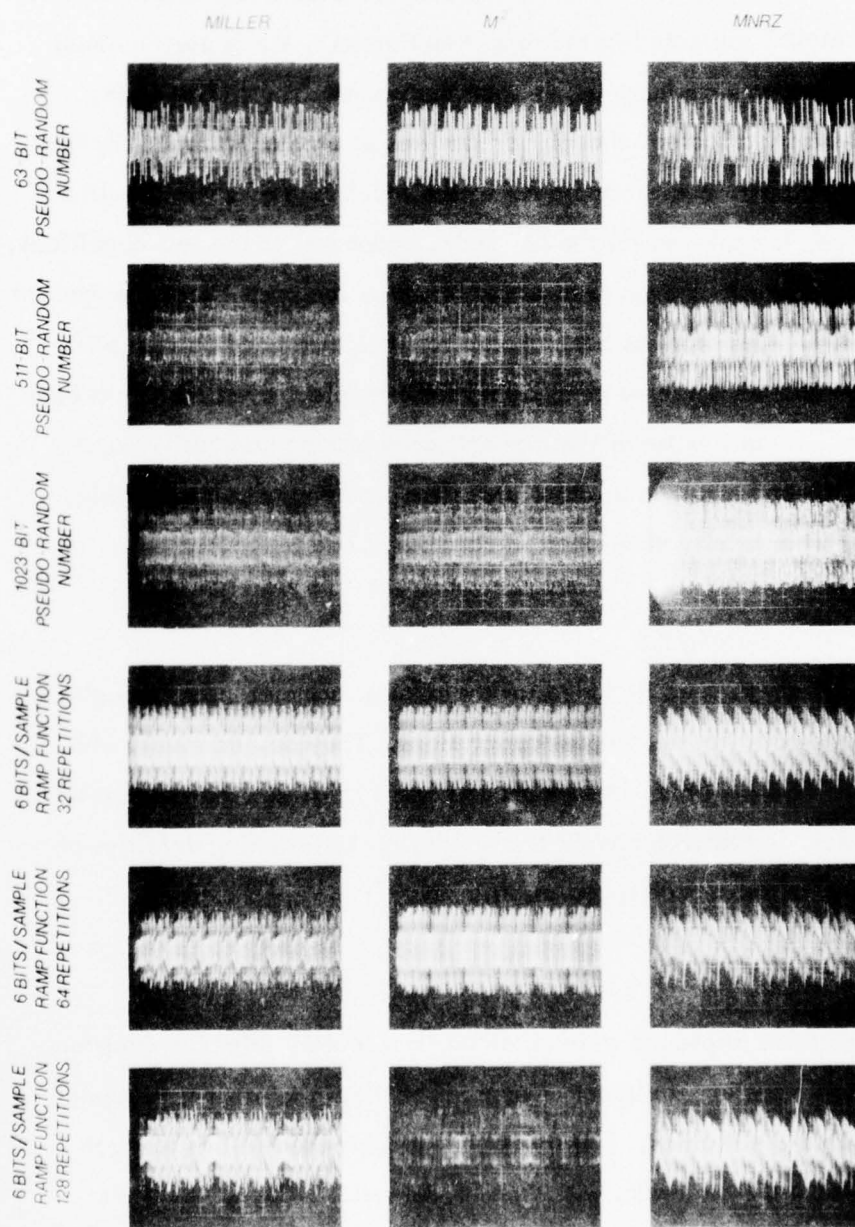 MILLER
M²
MNRZ
63 BIT
PSEUDO-RANDOM
NUMBER
511 BIT
PSEUDO-RANDOM
NUMBER
1023 BIT
PSEUDO RANDOM
NUMBER
6 BITS/SAMPLE
RAMP FUNCTION
32 REPETITIONS
6 BITS/SAMPLE
RAMP FUNCTION
64 REPETITIONS
6 BITS/SAMPLE
RAMP FUNCTION
128 REPETITIONS